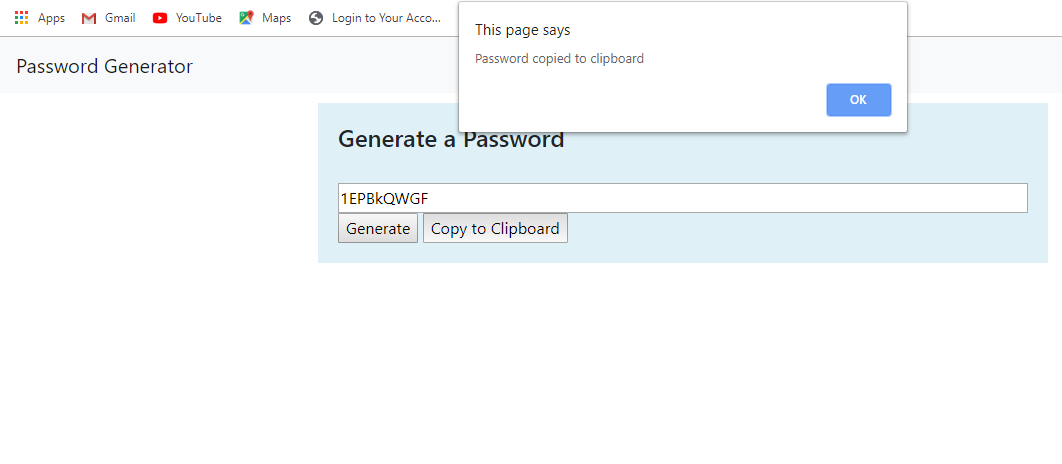 Apps Gmail YouTube Maps Login to Your Acco...
This page says
Password copied to clipboard
OK
Password Generator
Generate a Password
1EPBkQWGF
Generate Copy to Clipboard